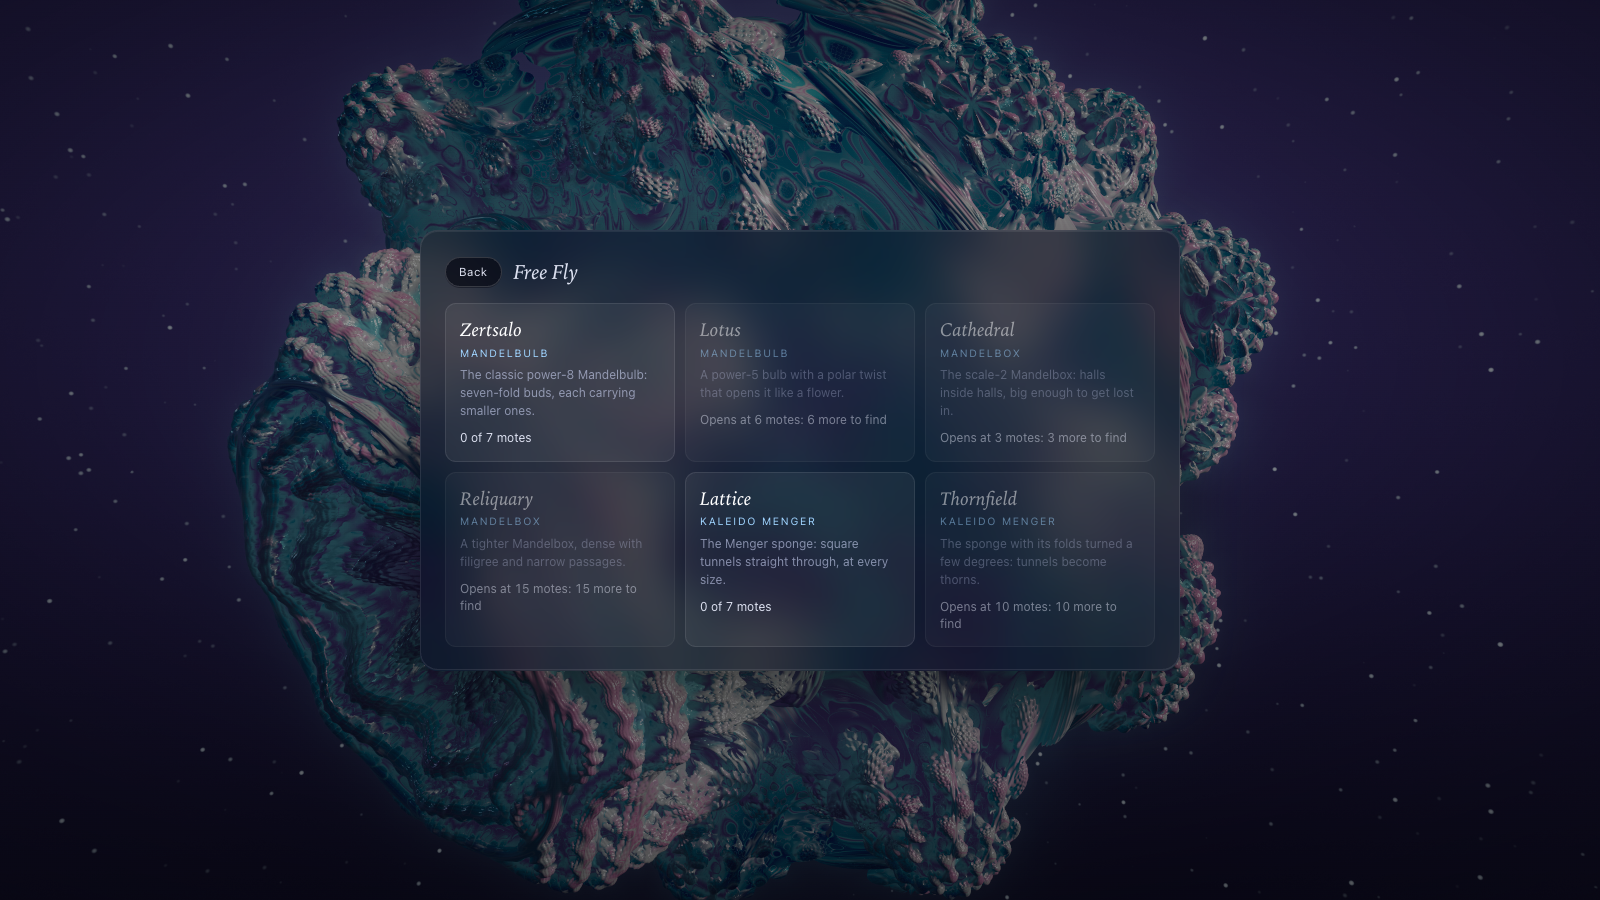 Back
Free Fly
Zertsalo
MANDELBULB
The classic power-8 Mandelbulb:
seven-fold buds, each carrying
smaller ones.
0 of 7 motes
Lotus
MANDELBULB
A power-5 bulb with a polar twist
that opens it like a flower.
Opens at 6 motes: 6 more to find
Cathedral
MANDELBOX
The scale-2 Mandelbox: halls
inside halls, big enough to get lost
in.
Opens at 3 motes: 3 more to find
Reliquary
MANDELBOX
A tighter Mandelbox, dense with
filigree and narrow passages.
Opens at 15 motes: 15 more to
find
Lattice
KALEIDO MENGER
The Menger sponge: square
tunnels straight through, at every
size.
0 of 7 motes
Thornfield
KALEIDO MENGER
The sponge with its folds turned a
few degrees: tunnels become
thorns.
Opens at 10 motes: 10 more to
find